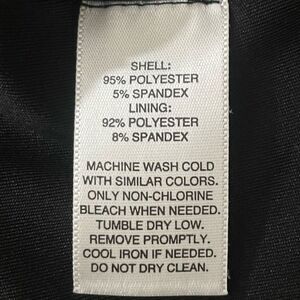 SHELL:
95% POLYESTER
5% SPANDEX
LINING:
92% POLYESTER
8% SPANDEX
MACHINE WASH COLD
WITH SIMILAR COLORS.
ONLY NON-CHLORINE
BLEACH WHEN NEEDED.
TUMBLE DRY LOW.
REMOVE PROMPTLY.
COOL IRON IF NEEDED.
DO NOT DRY CLEAN.